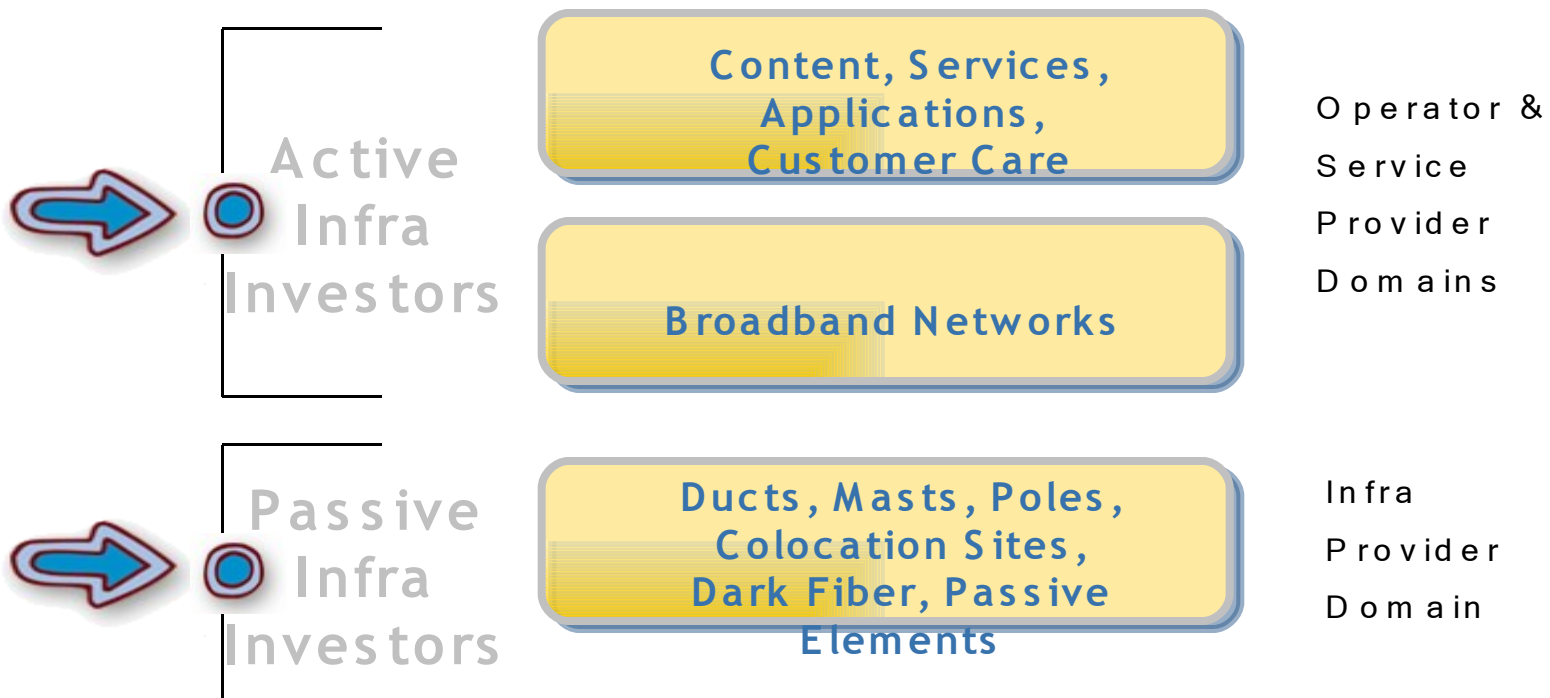 Active
Infra
Investors
Content, Services,
Applications,
Customer Care
Broadband Networks
Operator &
Service
Provider
Domains
Passive
Infra
Investors
Ducts, Masts, Poles,
Colocation Sites,
Dark Fiber, Passive
Elements
Infra
Provider
Domain